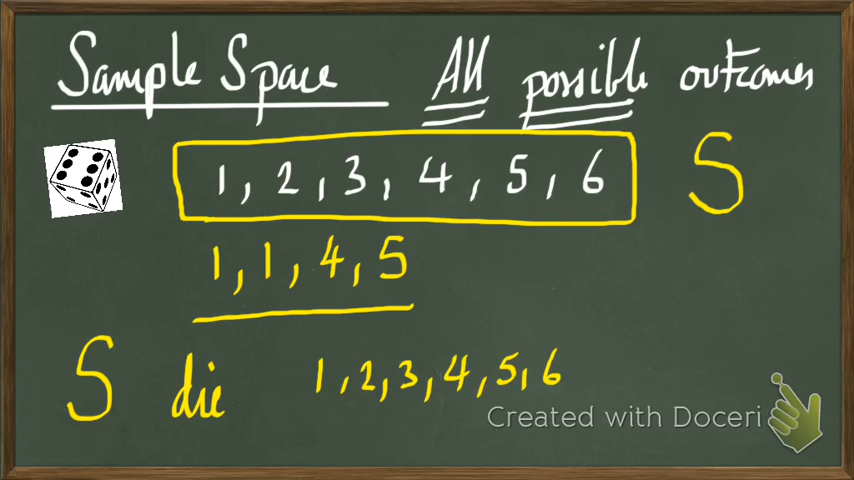 Sample Space All possible outcomes
1, 2, 3, 4, 5, 6 S
1, 1, 4, 5
S die 1, 2, 3, 4, 5, 6
Created with Doceri